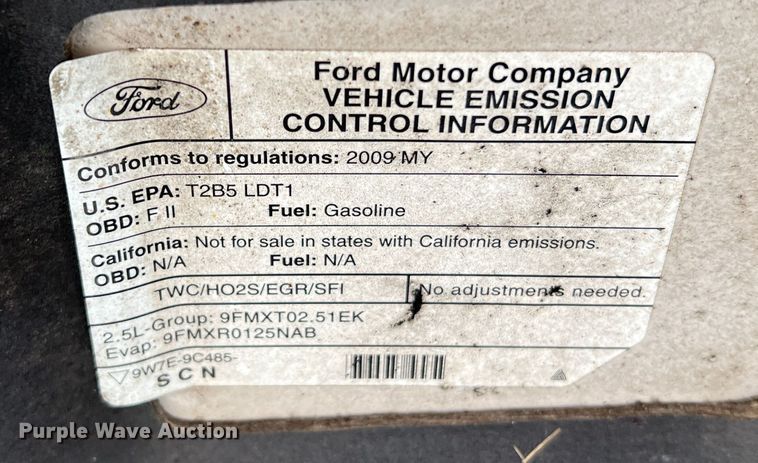 Ford
Ford Motor Company
VEHICLE EMISSION
CONTROL INFORMATION
Conforms to regulations: 2009 MY
U.S. EPA: T2B5 LDT1
OBD: F II Fuel: Gasoline
California: Not for sale in states with California emissions.
OBD: N/A Fuel: N/A
TWC/HO2S/EGR/SFI No adjustments needed.
2.5L-Group: 9FMXT02.51EK
Evap: 9FMXR0125NAB
9W7E-9C485-
S C N
Purple Wave Auction